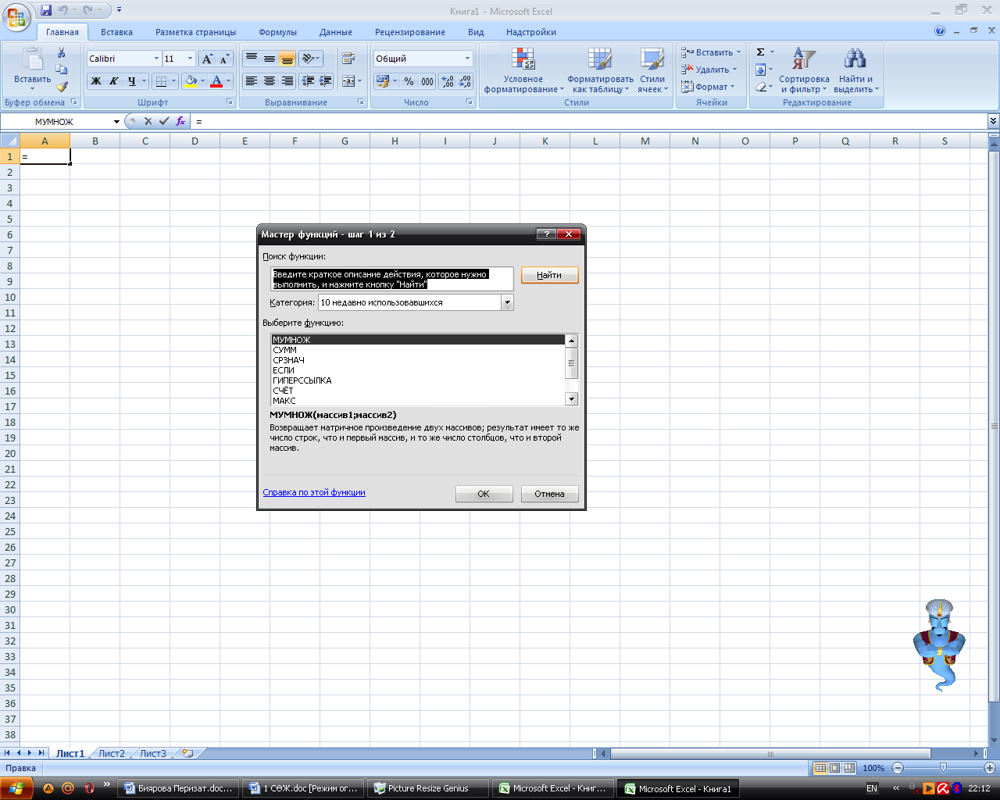 Книга1 - Microsoft Excel
Главная Вставка Разметка страницы Формулы Данные Рецензирование Вид Надстройки
Вставить
Буфер обмена
Calibri 11
Ж К Ч
Шрифт
Выравнивание
Общий
% 000
Число
Условное форматирование
Форматировать как таблицу
Стили ячеек
Стили
Вставить
Удалить
Формат
Ячейки
Σ
Сортировка и фильтр
Найти и выделить
Редактирование
МУМНОЖ fx =
A B C D E F G H I J K L M N O P Q R S
1 =
2
3
4
5
6
7
8
9
10
11
12
13
14
15
16
17
18
19
20
21
22
23
24
25
26
27
28
29
30
31
32
33
34
35
36
37
38
Мастер функций - шаг 1 из 2
Поиск функции:
Введите краткое описание действия, которое нужно
выполнить, и нажмите кнопку "Найти"
Найти
Категория: 10 недавно использовавшихся
Выберите функцию:
МУМНОЖ
СУММ
СРЗНАЧ
ЕСЛИ
ГИПЕРССЫЛКА
СЧЁТ
МАКС
МУМНОЖ(массив1;массив2)
Возвращает матричное произведение двух массивов; результат имеет то же
число строк, что и первый массив, и то же число столбцов, что и второй
массив.
Справка по этой функции
ОК Отмена
Лист1 Лист2 Лист3
Правка 100%
Биярова Перизат.doc... 1 СӨЖ.doc [Режим ог... Picture Resize Genius Microsoft Excel - Книг... Microsoft Excel - Книга1 EN 22:12